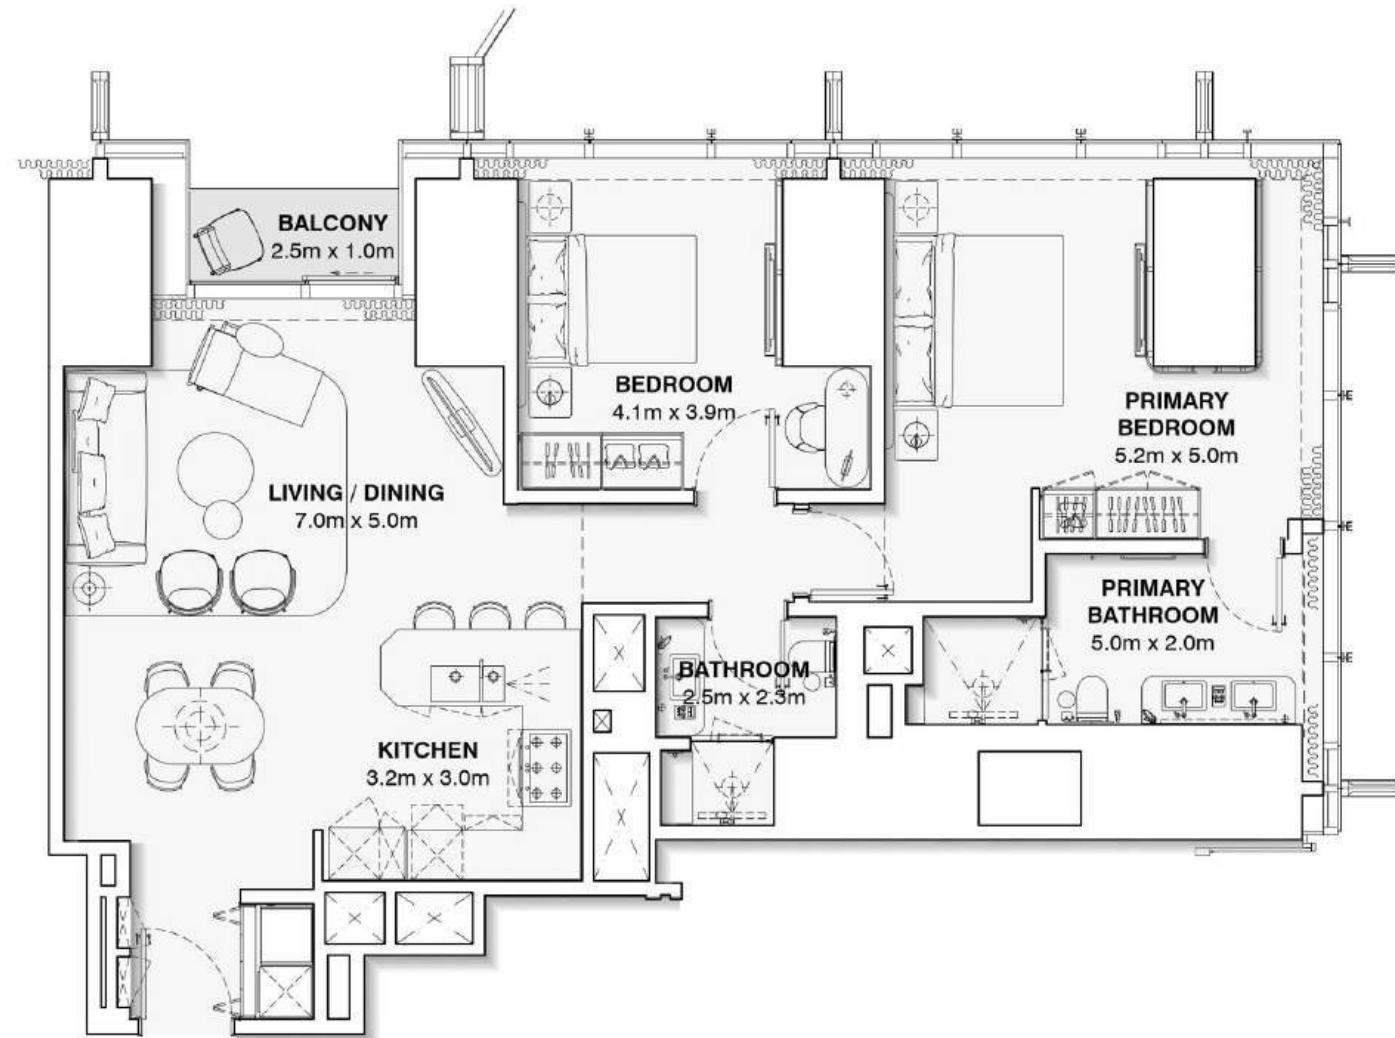 BALCONY
2.5m x 1.0m
BEDROOM
4.1m x 3.9m
PRIMARY
BEDROOM
5.2m x 5.0m
LIVING / DINING
7.0m x 5.0m
PRIMARY
BATHROOM
5.0m x 2.0m
BATHROOM
2.5m x 2.3m
KITCHEN
3.2m x 3.0m